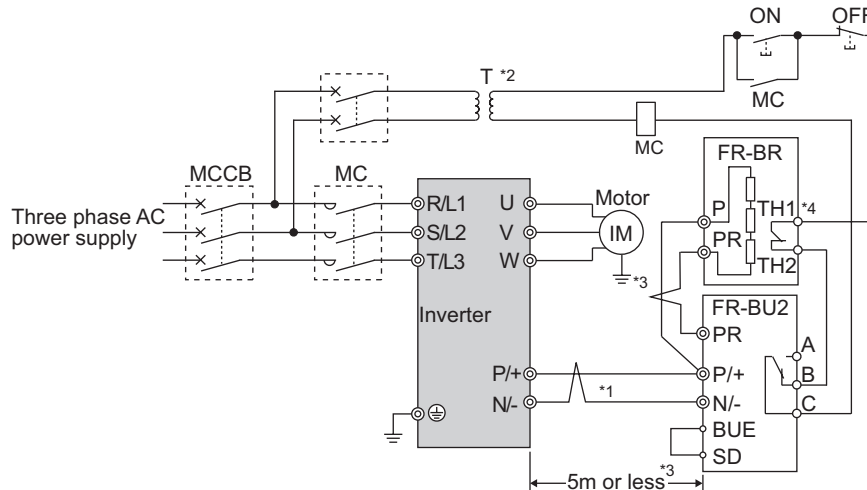 ON OFF
T *2
MC
MC
MCCB MC
FR-BR
Three phase AC
power supply
R/L1 U
S/L2 V
T/L3 W
Motor
IM
*3
P TH1 *4
PR TH2
Inverter
FR-BU2
PR
A
P/+ P/+ B
N/- *1 N/- C
BUE
SD
5m or less *3